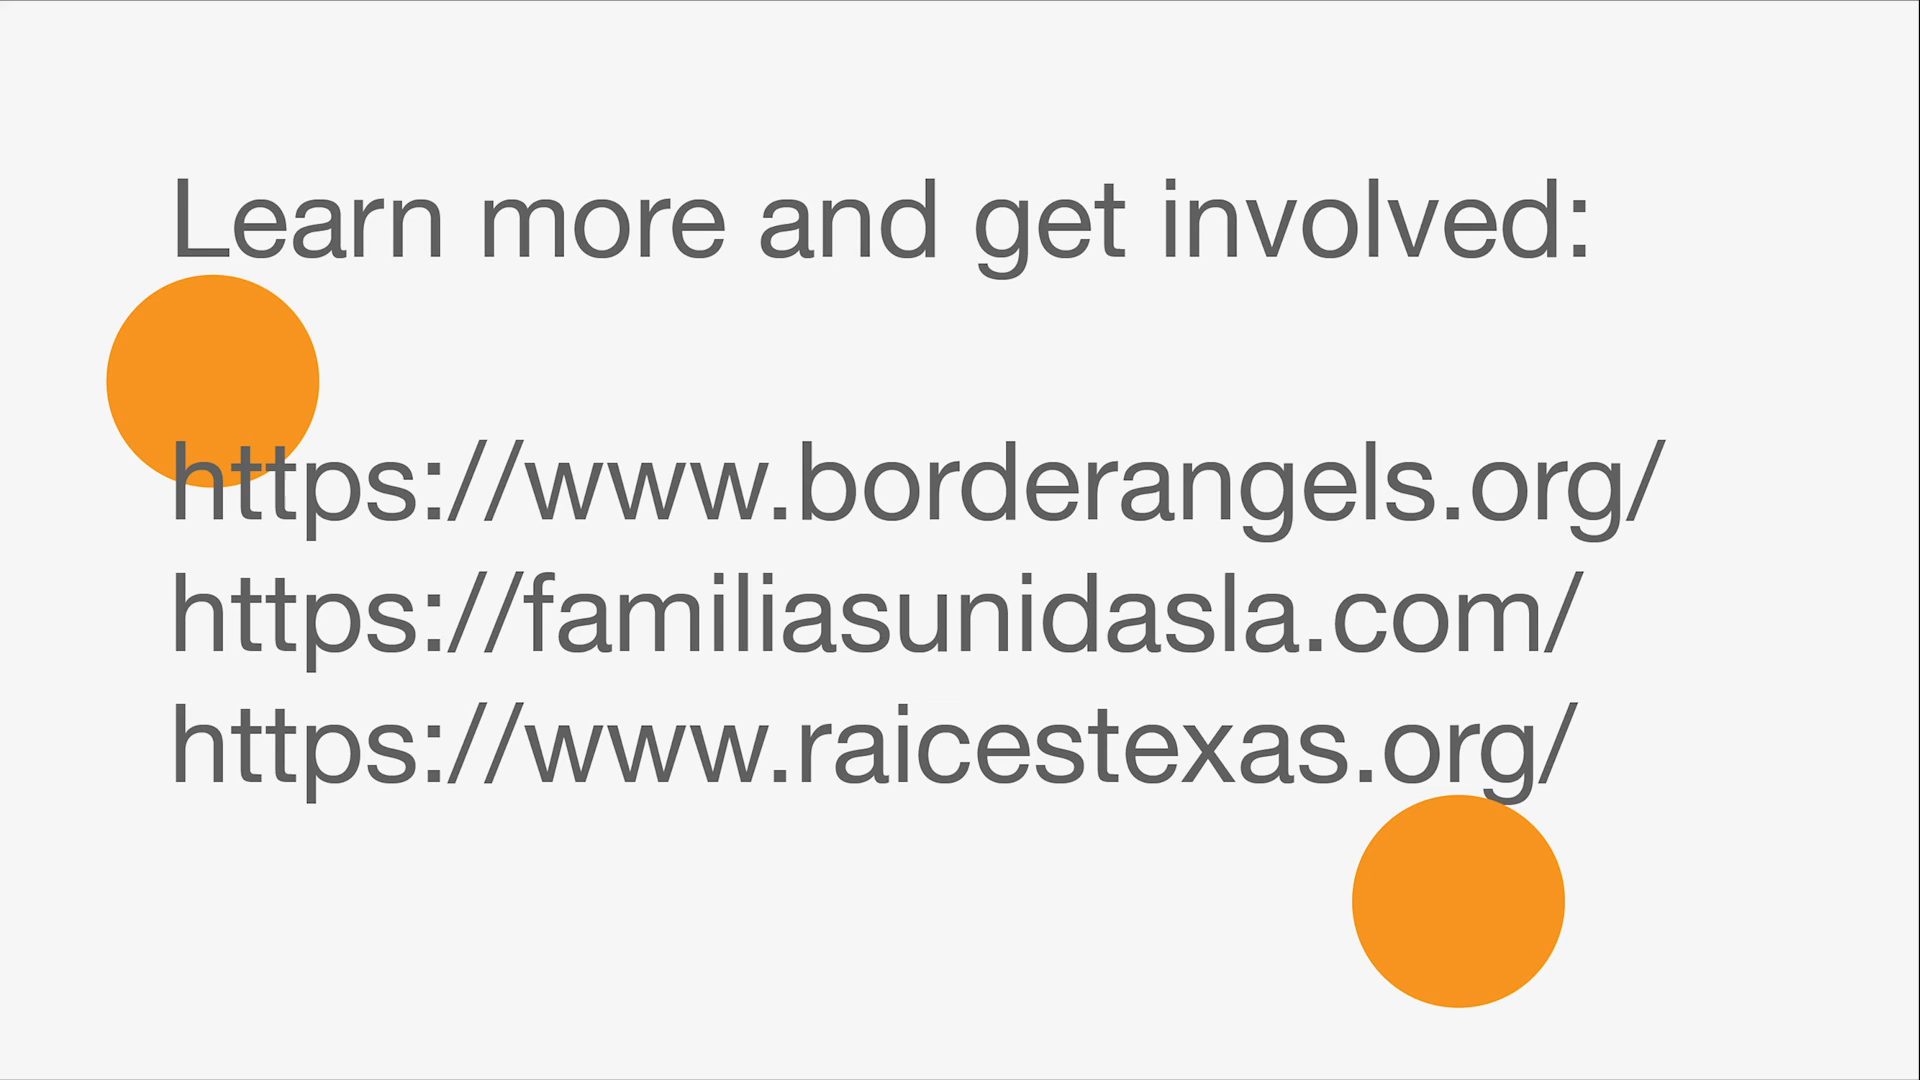 Learn more and get involved:
https://www.borderangels.org/
https://familiasunidasla.com/
https://www.raicestexas.org/